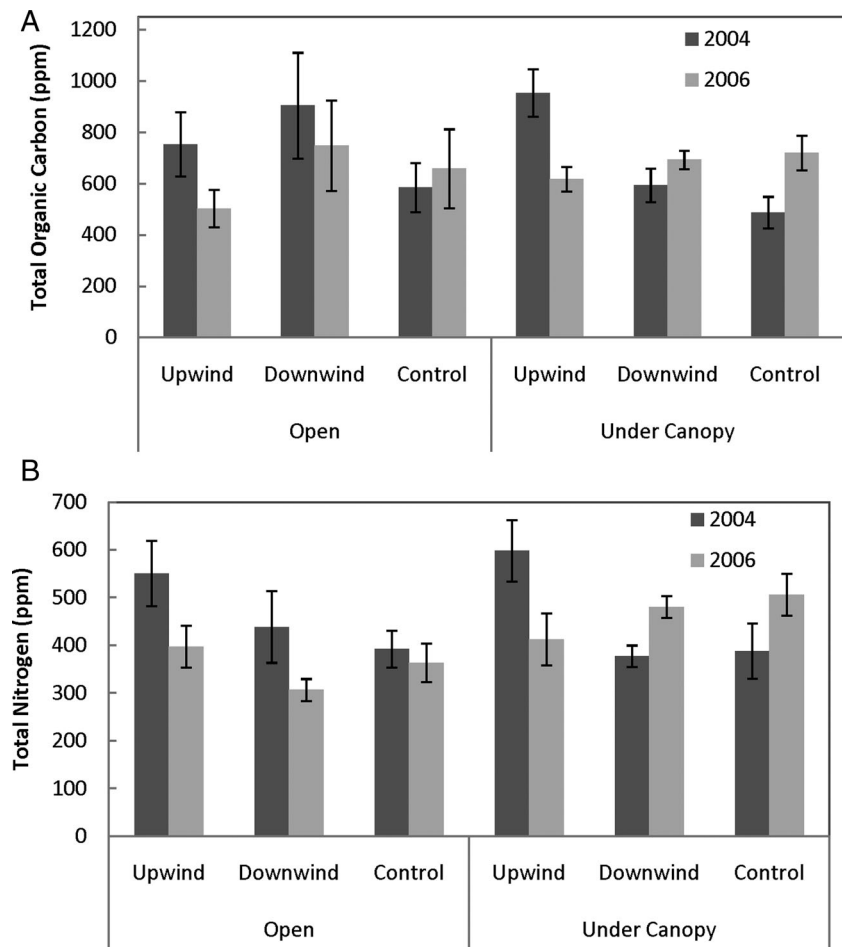 A
Total Organic Carbon (ppm)
1200
1000
800
600
400
200
0
2004
2006
Upwind Downwind Control Upwind Downwind Control
Open Under Canopy
B
Total Nitrogen (ppm)
700
600
500
400
300
200
100
0
2004
2006
Upwind Downwind Control Upwind Downwind Control
Open Under Canopy